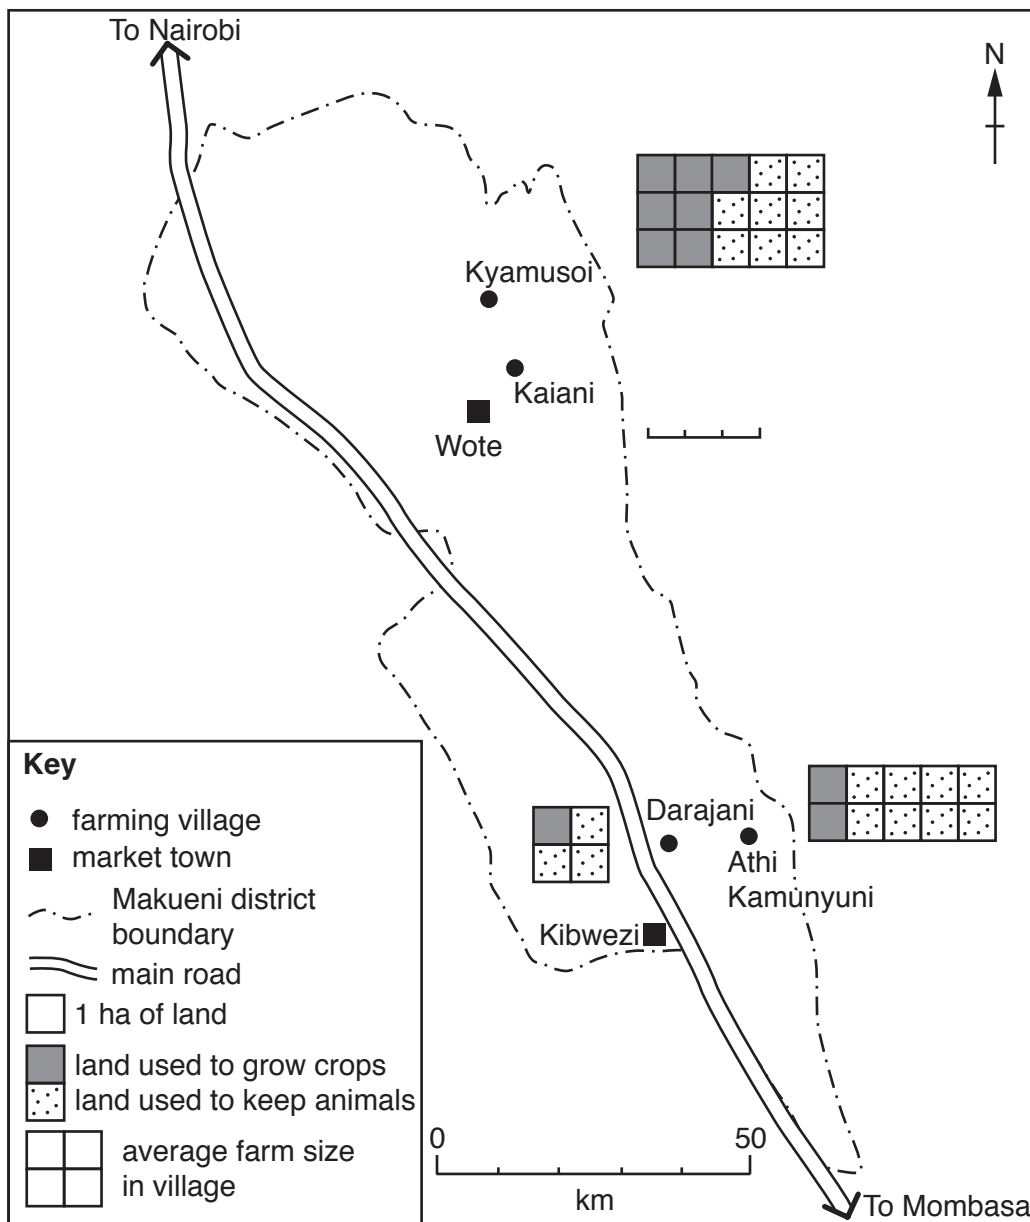 To Nairobi
N
Kyamusoi
Kaiani
Wote
Key
farming village
market town
Makueni district
boundary
main road
1 ha of land
land used to grow crops
land used to keep animals
average farm size
in village
Darajani
Athi
Kamunyuni
Kibwezi
0 50
km
To Mombasa